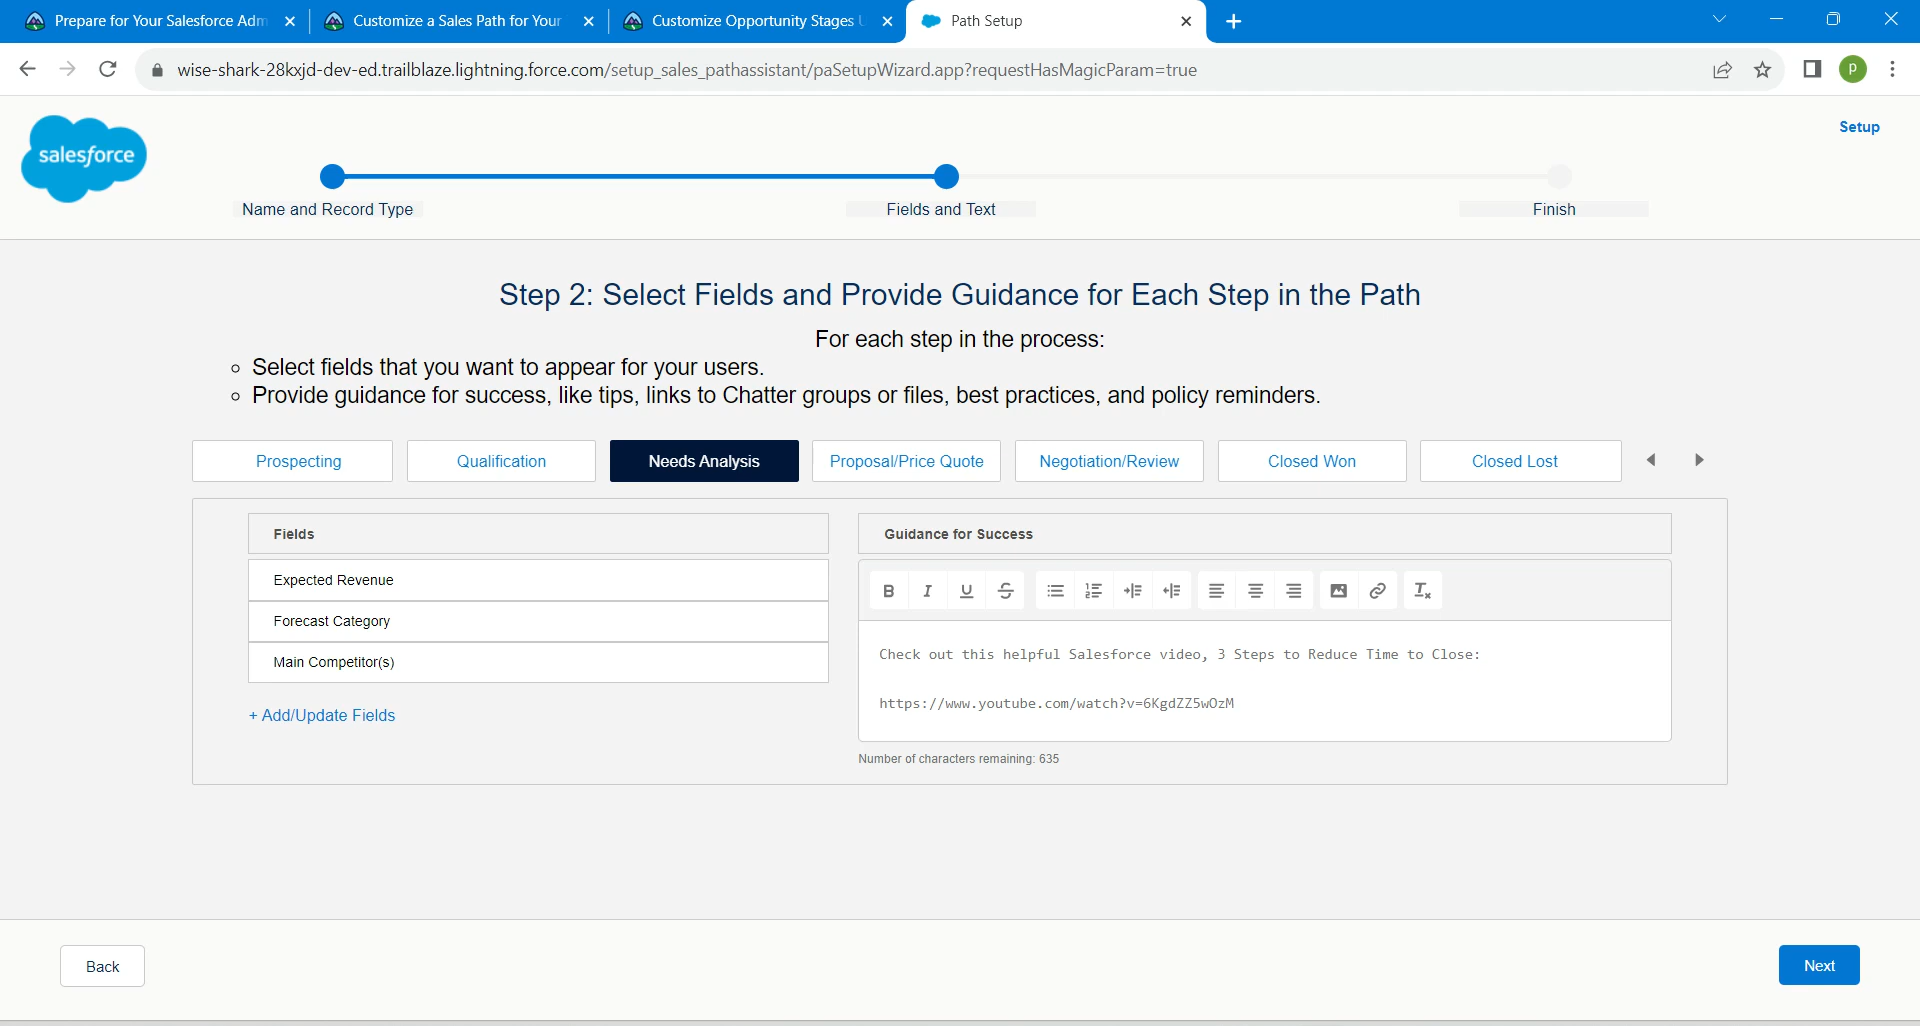 Prepare for Your Salesforce Adm
Customize a Sales Path for Your
Customize Opportunity Stages U
Path Setup
wise-shark-28kxjd-dev-ed.trailblaze.lightning.force.com/setup_sales_pathassistant/paSetupWizard.app?requestHasMagicParam=true
p
salesforce
Setup
Name and Record Type
Fields and Text
Finish
Step 2: Select Fields and Provide Guidance for Each Step in the Path
For each step in the process:
Select fields that you want to appear for your users.
Provide guidance for success, like tips, links to Chatter groups or files, best practices, and policy reminders.
Prospecting
Qualification
Needs Analysis
Proposal/Price Quote
Negotiation/Review
Closed Won
Closed Lost
Fields
Expected Revenue
Forecast Category
Main Competitor(s)
+ Add/Update Fields
Guidance for Success
B I U S
Check out this helpful Salesforce video, 3 Steps to Reduce Time to Close:
https://www.youtube.com/watch?v=6KgdZZ5wOzM
Number of characters remaining: 635
Back
Next